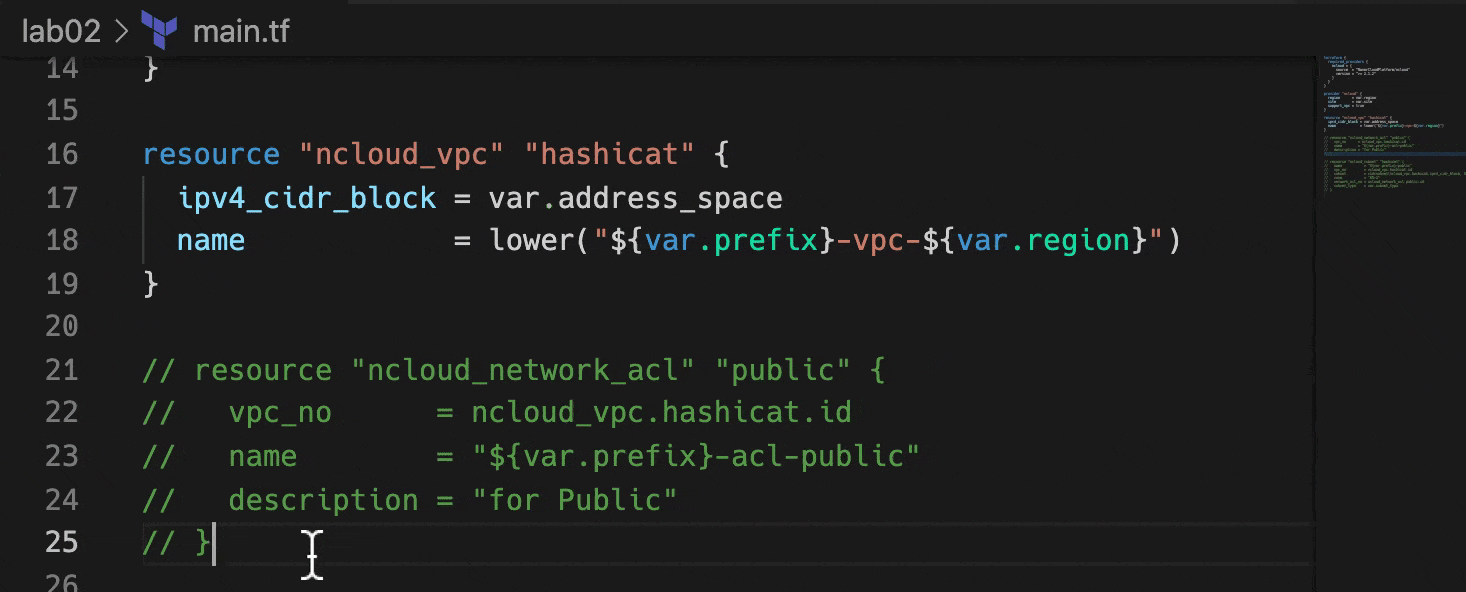 lab02 > main.tf
14 }
15
16 resource "ncloud_vpc" "hashicat" {
17   ipv4_cidr_block = var.address_space
18   name            = lower("${var.prefix}-vpc-${var.region}")
19 }
20
21 // resource "ncloud_network_acl" "public" {
22 //   vpc_no      = ncloud_vpc.hashicat.id
23 //   name        = "${var.prefix}-acl-public"
24 //   description = "for Public"
25 // }
26